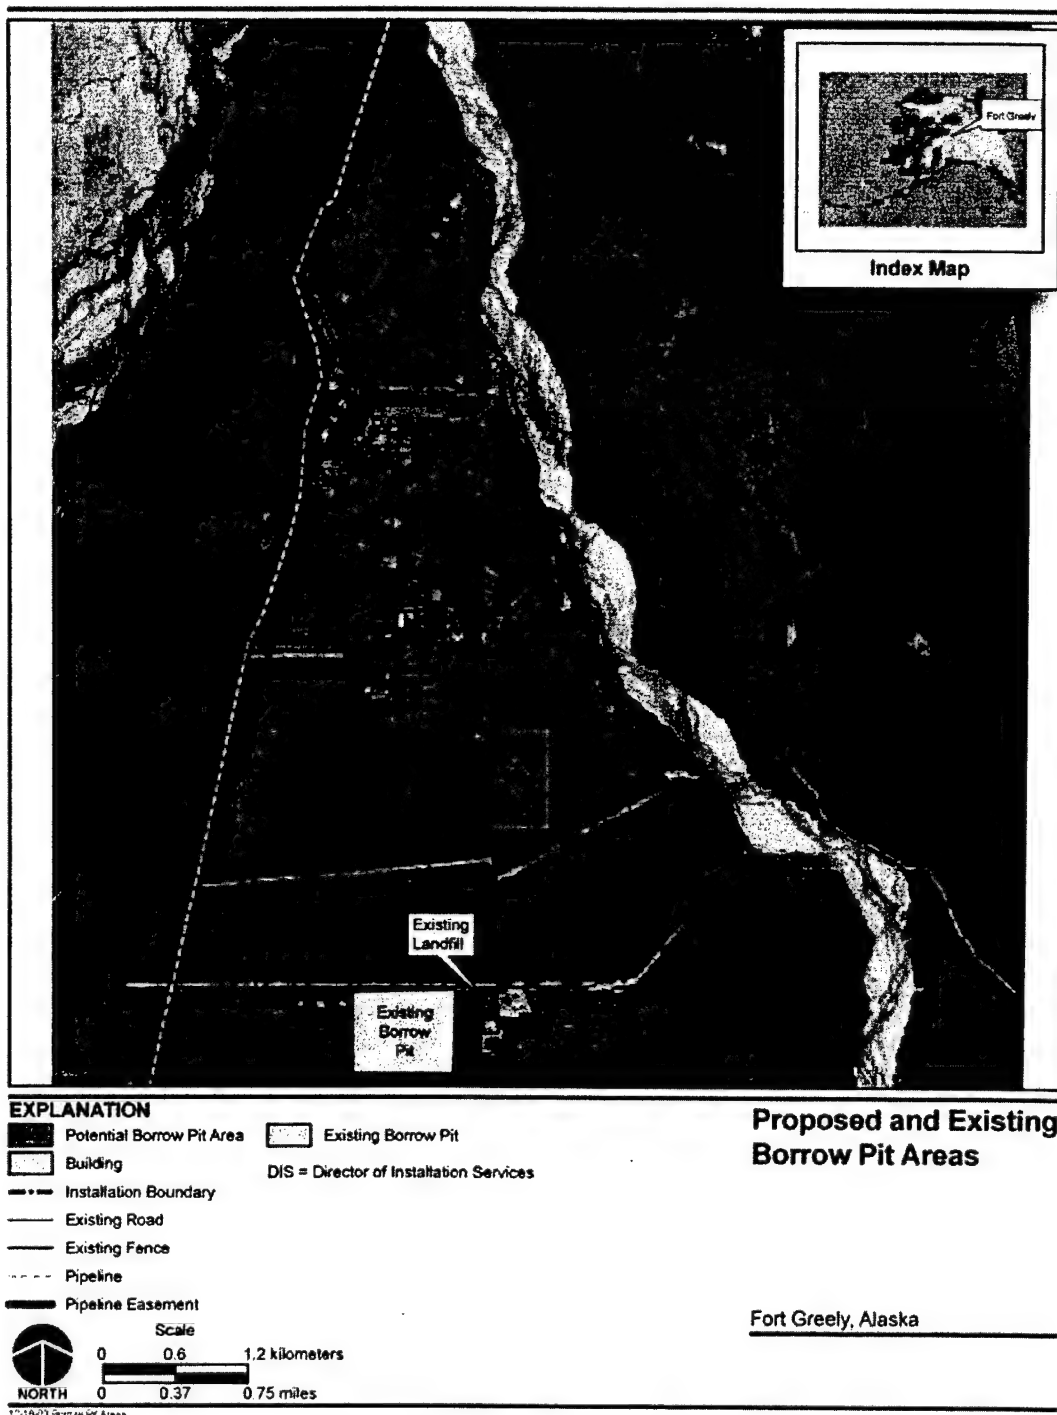 Fort Greely
Index Map
Existing
Landfill
Existing
Borrow
Pit
EXPLANATION
Potential Borrow Pit Area
Existing Borrow Pit
Building
DIS = Director of Installation Services
Installation Boundary
Existing Road
Existing Fence
Pipeline
Pipeline Easement
Scale
0 0.6 1.2 kilometers
0 0.37 0.75 miles
NORTH
Proposed and Existing
Borrow Pit Areas
Fort Greely, Alaska